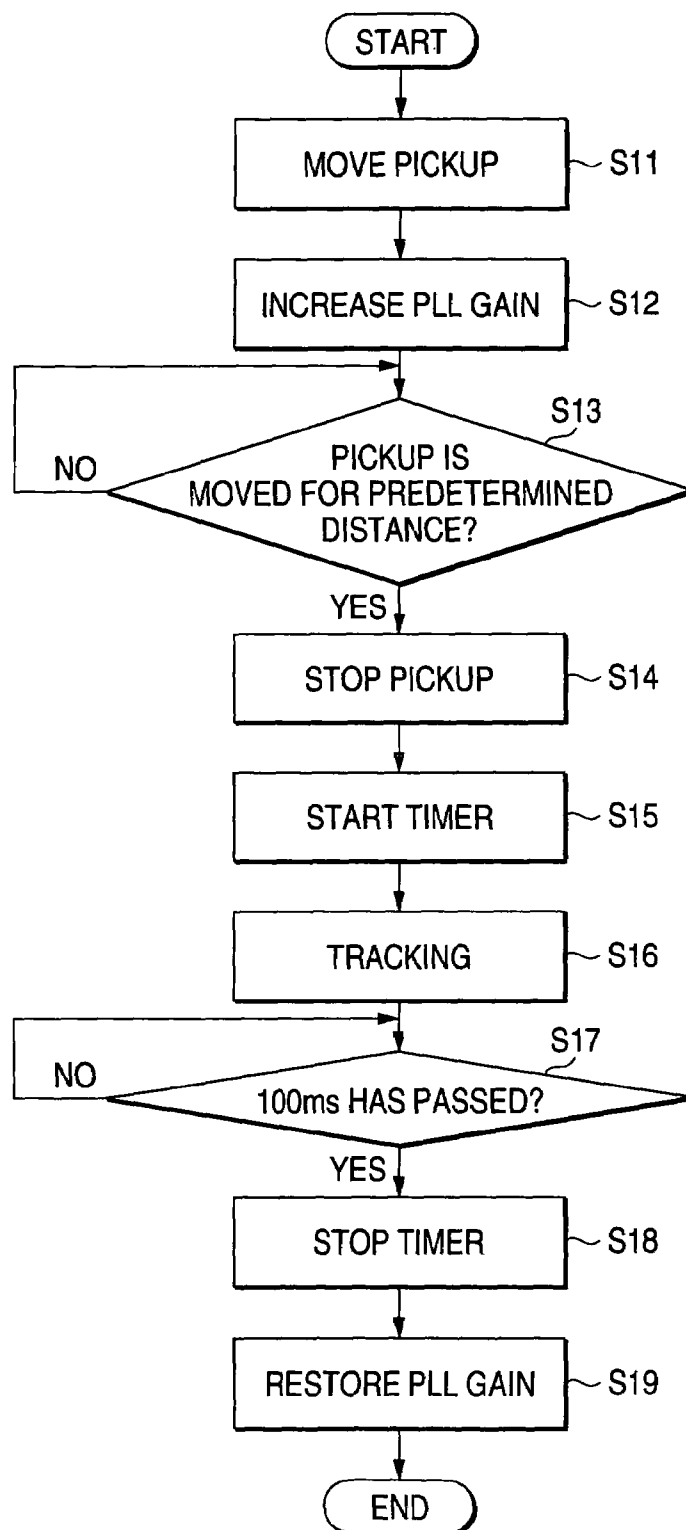 START
MOVE PICKUP
S11
INCREASE PLL GAIN
S12
S13
PICKUP IS
MOVED FOR PREDETERMINED
DISTANCE?
NO
YES
STOP PICKUP
S14
START TIMER
S15
TRACKING
S16
S17
100ms HAS PASSED?
NO
YES
STOP TIMER
S18
RESTORE PLL GAIN
S19
END